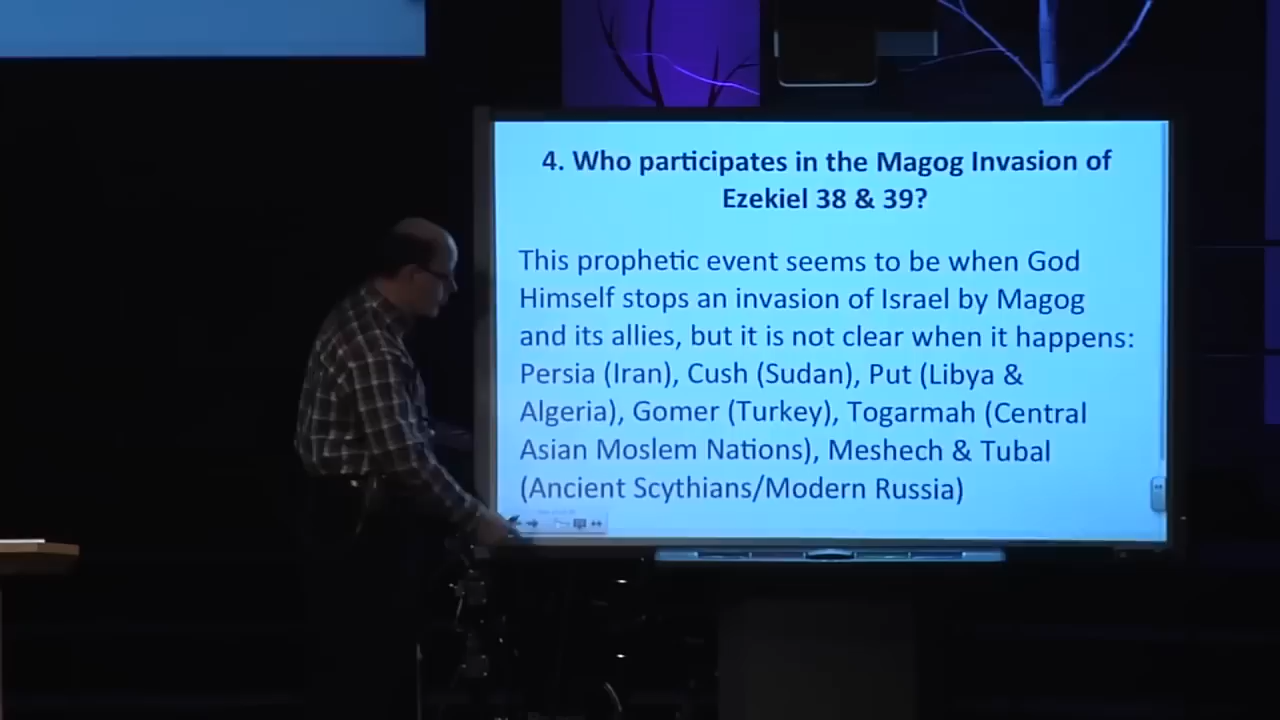 4. Who participates in the Magog Invasion of
Ezekiel 38 & 39?
This prophetic event seems to be when God
Himself stops an invasion of Israel by Magog
and its allies, but it is not clear when it happens:
Persia (Iran), Cush (Sudan), Put (Libya &
Algeria), Gomer (Turkey), Togarmah (Central
Asian Moslem Nations), Meshech & Tubal
(Ancient Scythians/Modern Russia)